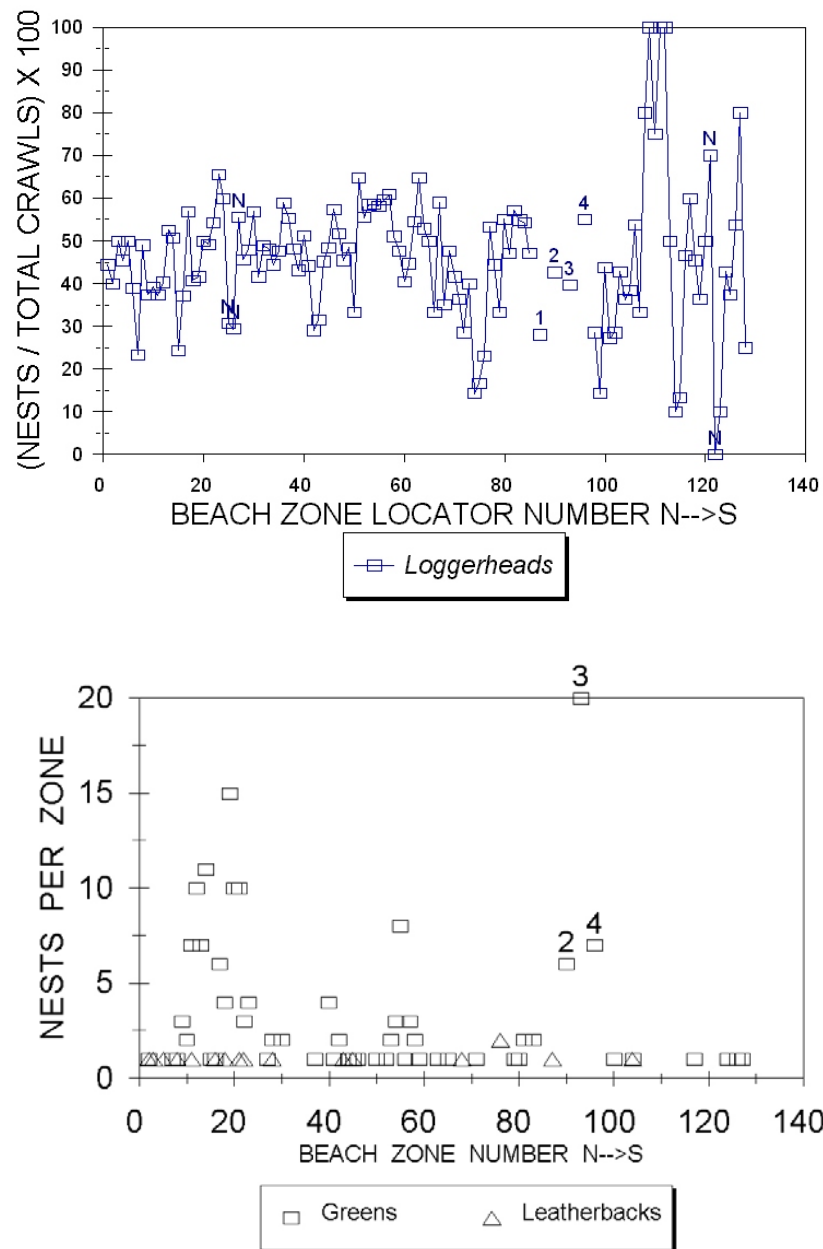 (NESTS / TOTAL CRAWLS) X 100
100
90
80
70
60
50
40
30
20
10
0
N
N
N
1
2
3
4
N
N
0 20 40 60 80 100 120 140
BEACH ZONE LOCATOR NUMBER N-->S
Loggerheads
NESTS PER ZONE
20
15
10
5
0
3
2
4
0 20 40 60 80 100 120 140
BEACH ZONE NUMBER N-->S
Greens Leatherbacks